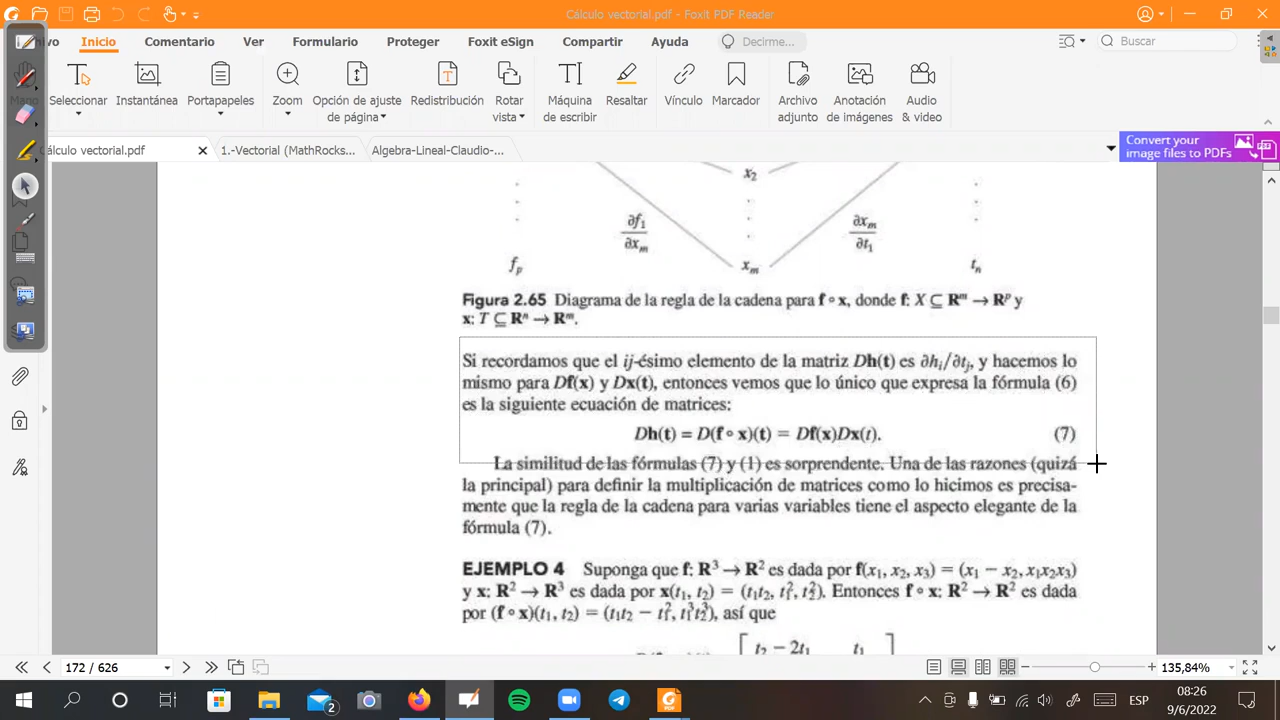 Cálculo vectorial.pdf - Foxit PDF Reader
Inicio
Comentario
Ver
Formulario
Proteger
Foxit eSign
Compartir
Ayuda
Decirme...
Buscar
Seleccionar
Instantánea
Portapapeles
Zoom
Opción de ajuste de página
Redistribución
Rotar vista
Máquina de escribir
Resaltar
Vínculo
Marcador
Archivo adjunto
Anotación de imágenes
Audio & video
Cálculo vectorial.pdf
1.-Vectorial (MathRocks...
Algebra-Lineal-Claudio-...
Convert your
image files to PDFs
x₂
∂f₁/∂xₘ
∂xₘ/∂t₁
fₚ
xₘ
tₙ
Figura 2.65 Diagrama de la regla de la cadena para f ∘ x, donde f: X ⊆ Rᵐ → Rᵖ y
x: T ⊆ Rⁿ → Rᵐ.
Si recordamos que el ij-ésimo elemento de la matriz Dh(t) es ∂hᵢ/∂tⱼ, y hacemos lo
mismo para Df(x) y Dx(t), entonces vemos que lo único que expresa la fórmula (6)
es la siguiente ecuación de matrices:
Dh(t) = D(f ∘ x)(t) = Df(x)Dx(t). (7)
La similitud de las fórmulas (7) y (1) es sorprendente. Una de las razones (quizá
la principal) para definir la multiplicación de matrices como lo hicimos es precisa-
mente que la regla de la cadena para varias variables tiene el aspecto elegante de la
fórmula (7).
EJEMPLO 4 Suponga que f: R³ → R² es dada por f(x₁, x₂, x₃) = (x₁ − x₂, x₁x₂x₃)
y x: R² → R³ es dado por x(t₁, t₂) = (t₁t₂, t₁², t₂²). Entonces f ∘ x: R² → R² es dada
por (f ∘ x)(t₁, t₂) = (t₁t₂ − t₁², t₁³t₂³), así que
t₂ − 2t₁ t₁
172 / 626
135,84%
2
ESP
08:26
9/6/2022